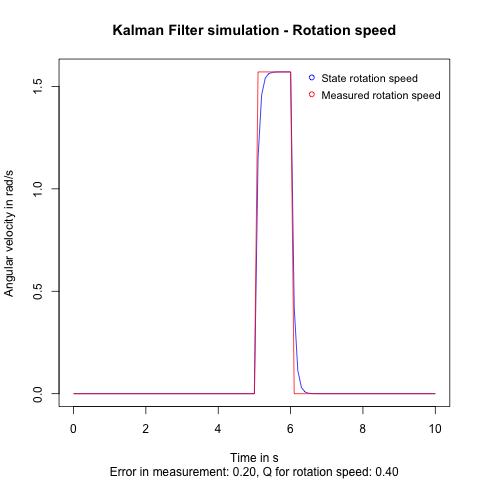 Kalman Filter simulation - Rotation speed
State rotation speed
Measured rotation speed
Angular velocity in rad/s
1.5
1.0
0.5
0.0
0 2 4 6 8 10
Time in s
Error in measurement: 0.20, Q for rotation speed: 0.40